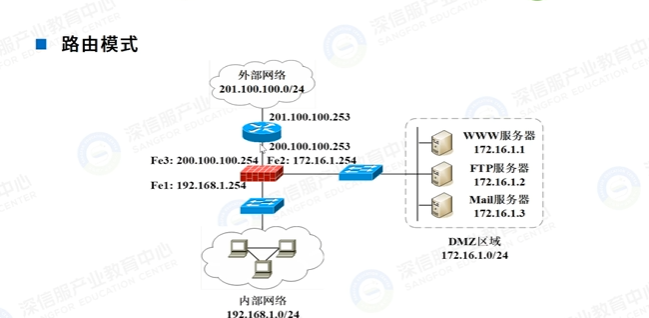 路由模式
外部网络
201.100.100.0/24
201.100.100.253
200.100.100.253
Fe3: 200.100.100.254 Fe2: 172.16.1.254
Fe1: 192.168.1.254
WWW服务器
172.16.1.1
FTP服务器
172.16.1.2
Mail服务器
172.16.1.3
DMZ区域
172.16.1.0/24
内部网络
192.168.1.0/24
深信服产业教育中心
SANGFOR EDUCATION CENTER